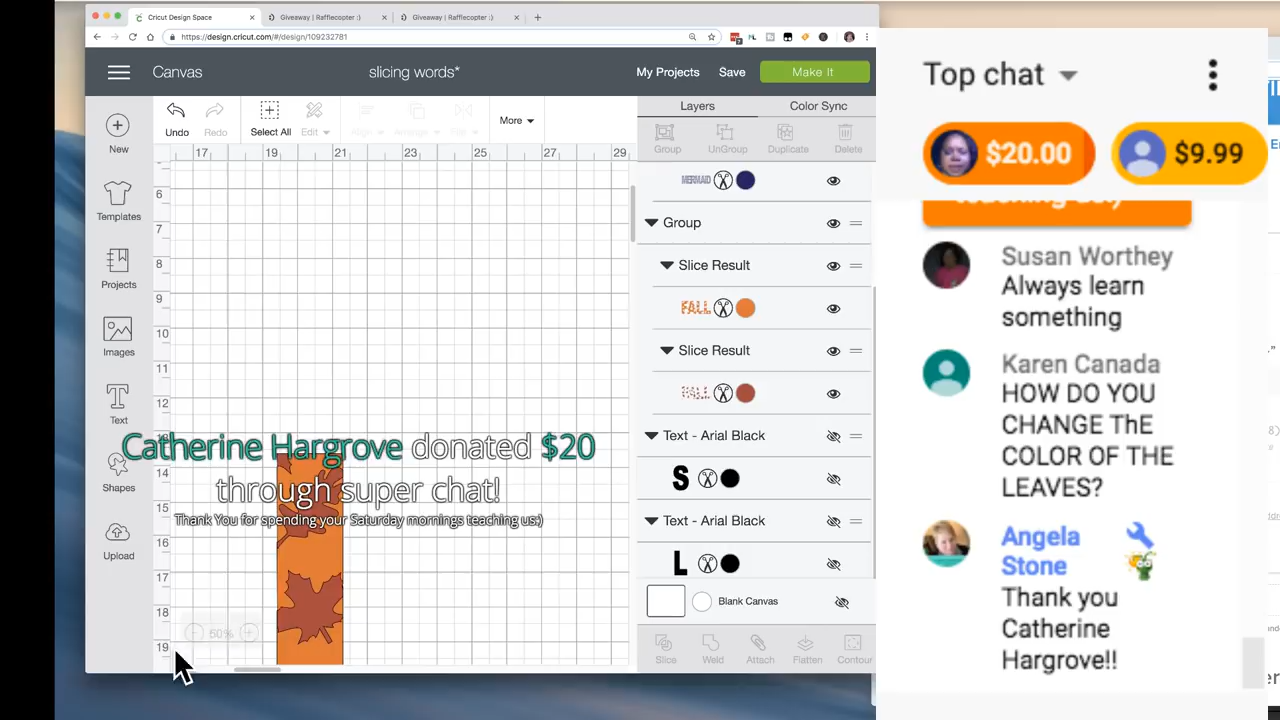 Cricut Design Space
Giveaway | Rafflecopter :)
Giveaway | Rafflecopter :)
https://design.cricut.com/#/design/109232781
Canvas
slicing words*
My Projects
Save
Make It
Undo
Redo
Select All
Edit
Align
Arrange
Flip
More
Layers
Color Sync
Group
UnGroup
Duplicate
Delete
17 19 21 23 25 27 29
New
Templates
Projects
Images
Text
Shapes
Upload
6
7
8
9
10
11
12
13
14
15
16
17
18
19
Catherine Hargrove donated $20
through super chat!
Thank You for spending your Saturday mornings teaching us:)
50%
MERMAID
Group
Slice Result
FALL
Slice Result
FALL
Text - Arial Black
S
Text - Arial Black
L
Blank Canvas
Slice
Weld
Attach
Flatten
Contour
Top chat
$20.00
$9.99
Susan Worthey
Always learn
something
Karen Canada
HOW DO YOU
CHANGE ThE
COLOR OF THE
LEAVES?
Angela
Stone
Thank you
Catherine
Hargrove!!